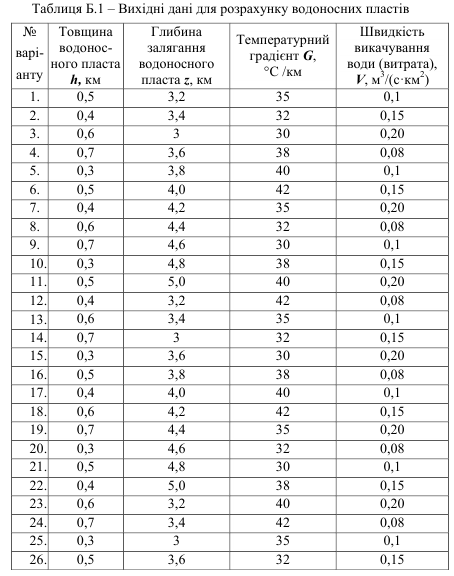 Таблиця Б.1 – Вихідні дані для розрахунку водоносних пластів
№ варі-анту | Товщина водонос-ного пласта h, км | Глибина залягання водоносного пласта z, км | Температурний градієнт G, °С /км | Швидкість викачування води (витрата), V, м³/(с·км²)
1. 0,5 3,2 35 0,1
2. 0,4 3,4 32 0,15
3. 0,6 3 30 0,20
4. 0,7 3,6 38 0,08
5. 0,3 3,8 40 0,1
6. 0,5 4,0 42 0,15
7. 0,4 4,2 35 0,20
8. 0,6 4,4 32 0,08
9. 0,7 4,6 30 0,1
10. 0,3 4,8 38 0,15
11. 0,5 5,0 40 0,20
12. 0,4 3,2 42 0,08
13. 0,6 3,4 35 0,1
14. 0,7 3 32 0,15
15. 0,3 3,6 30 0,20
16. 0,5 3,8 38 0,08
17. 0,4 4,0 40 0,1
18. 0,6 4,2 42 0,15
19. 0,7 4,4 35 0,20
20. 0,3 4,6 32 0,08
21. 0,5 4,8 30 0,1
22. 0,4 5,0 38 0,15
23. 0,6 3,2 40 0,20
24. 0,7 3,4 42 0,08
25. 0,3 3 35 0,1
26. 0,5 3,6 32 0,15